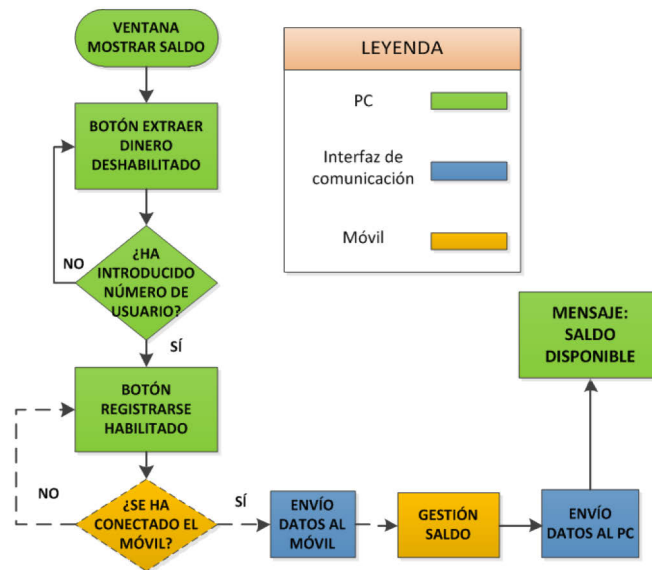 VENTANA
MOSTRAR SALDO
BOTÓN EXTRAER
DINERO
DESHABILITADO
NO
¿HA
INTRODUCIDO
NÚMERO DE
USUARIO?
SÍ
BOTÓN
REGISTRARSE
HABILITADO
NO
¿SE HA
CONECTADO EL
MÓVIL?
SÍ
ENVÍO
DATOS AL
MÓVIL
GESTIÓN
SALDO
ENVÍO
DATOS AL PC
MENSAJE:
SALDO
DISPONIBLE
LEYENDA
PC
Interfaz de
comunicación
Móvil